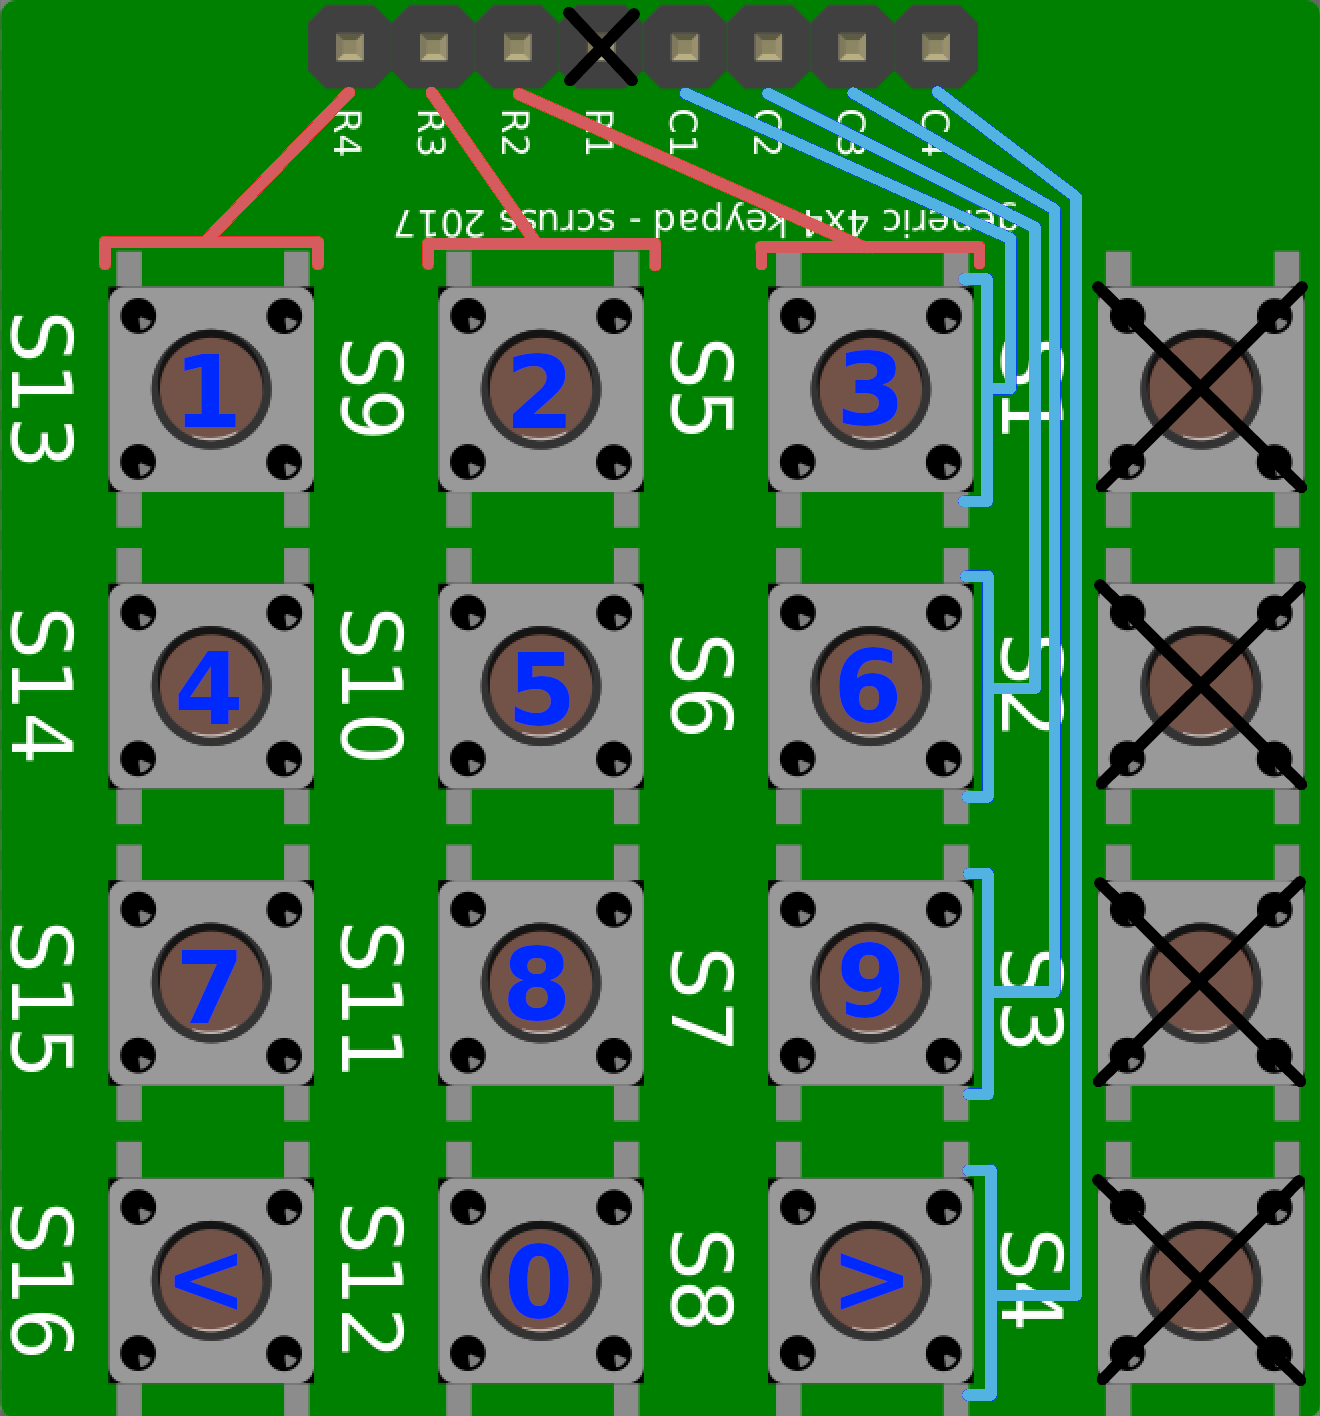 R4 R3 R2 R1 C1 C2 C3 C4
generic 4x4 keypad - scruss 2017
S13 1 S9 2 S5 3 S1
S14 4 S10 5 S6 6 S2
S15 7 S11 8 S7 9 S3
S16 < S12 0 S8 > S4